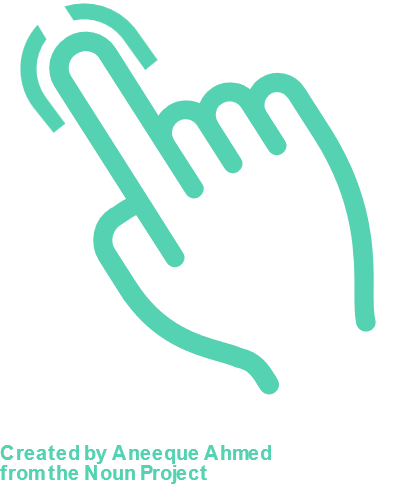 Created by Aneeque Ahmed
from the Noun Project